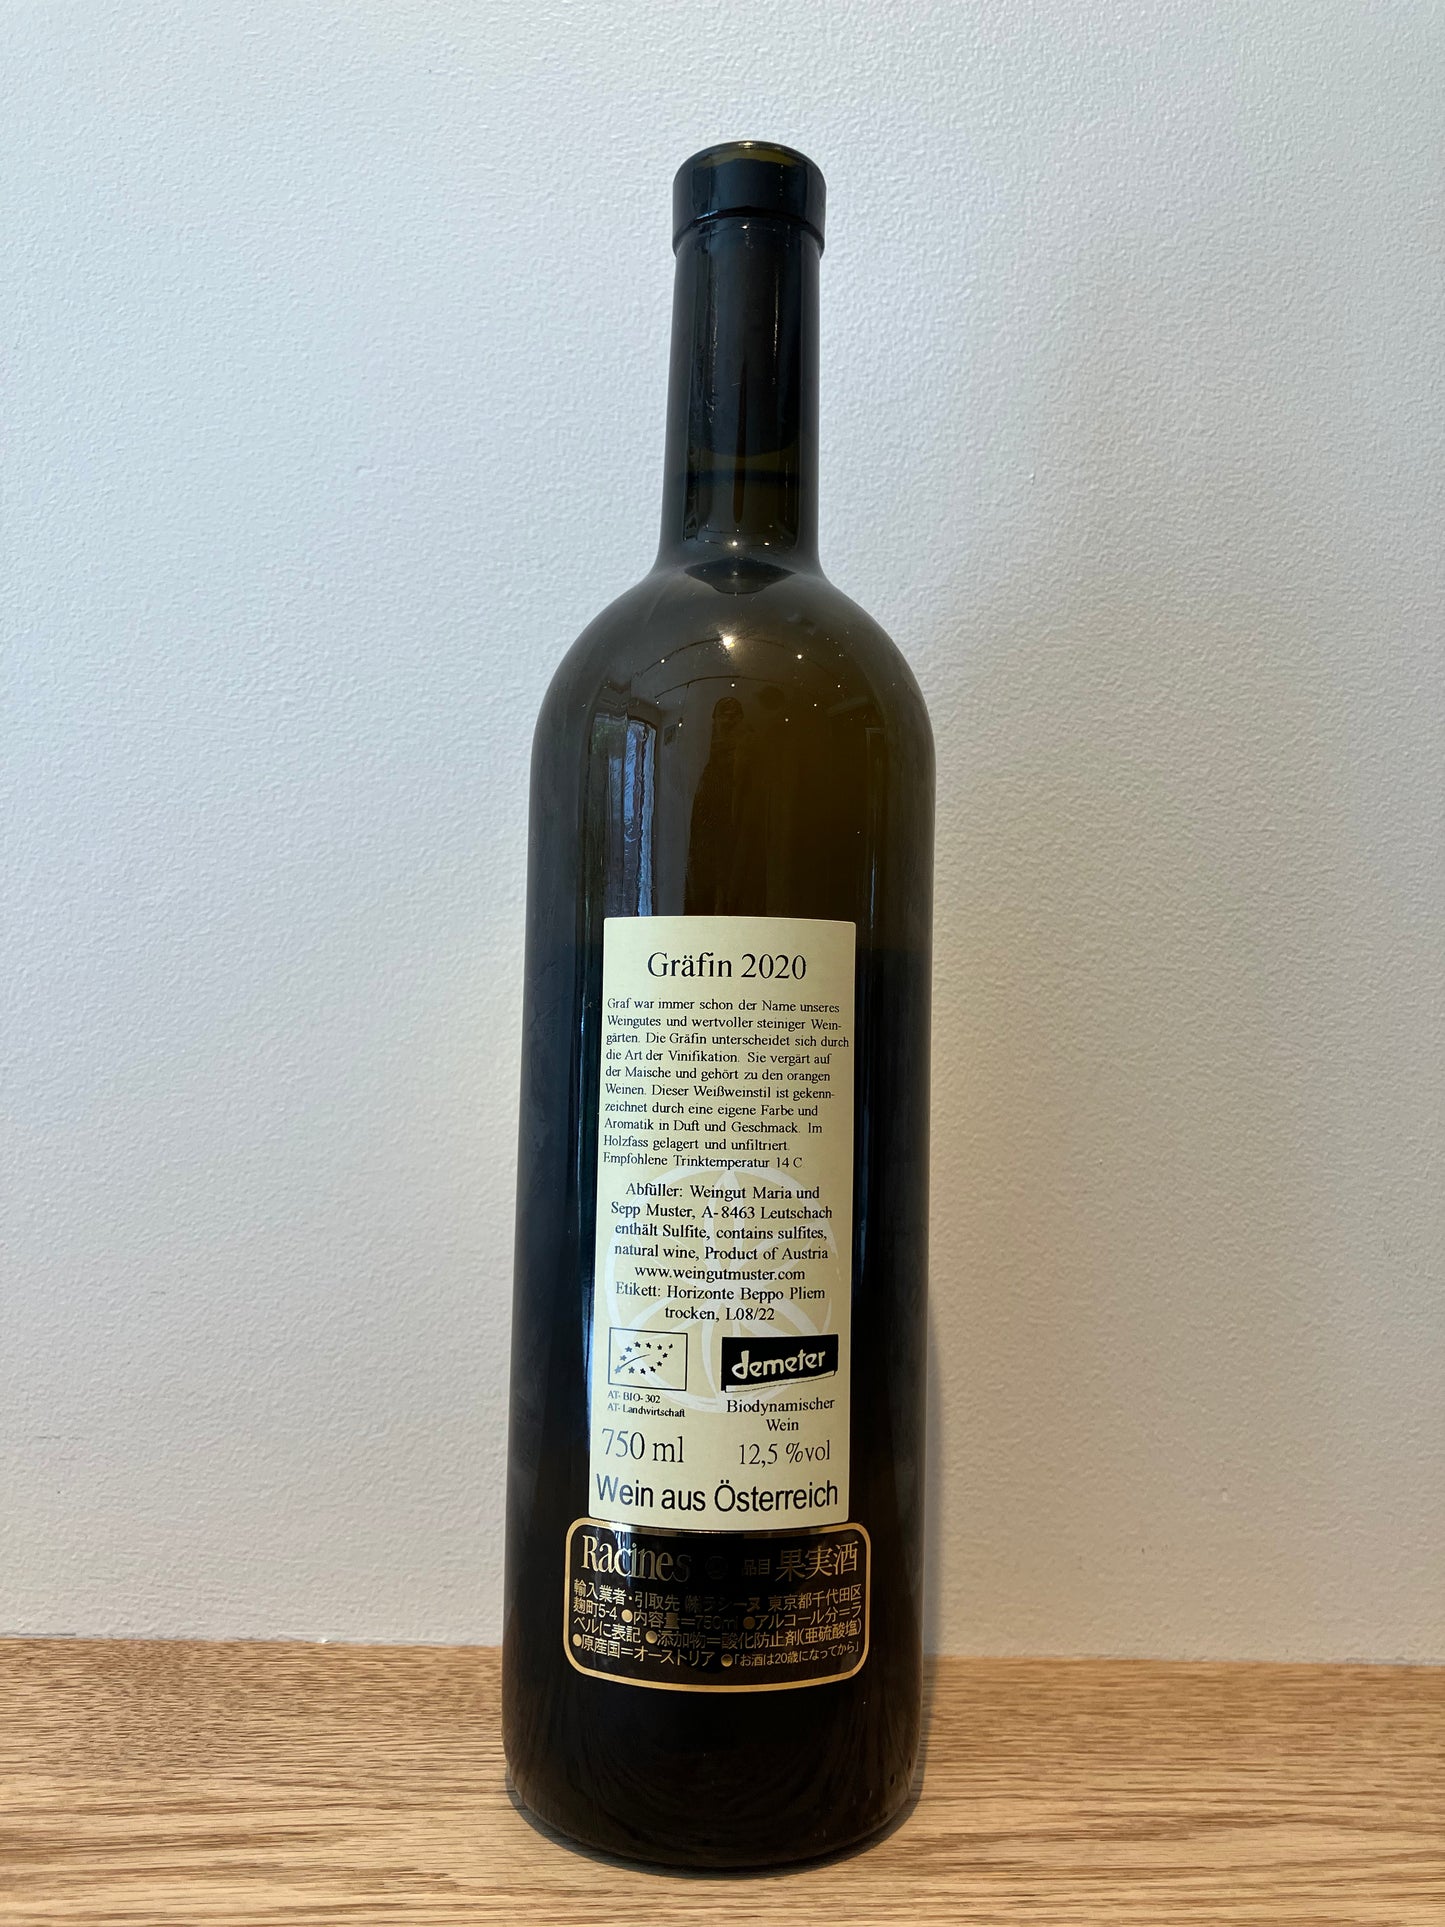 Gräfin 2020
Graf war immer schon der Name unseres
Weingutes und wertvoller steiniger Wein-
gärten. Die Gräfin unterscheidet sich durch
die Art der Vinifikation. Sie vergärt auf
der Maische und gehört zu den orangen
Weinen. Dieser Weißweinstil ist gekenn-
zeichnet durch eine eigene Farbe und
Aromatik in Duft und Geschmack. Im
Holzfass gelagert und unfiltriert.
Empfohlene Trinktemperatur 14 C
Abfüller: Weingut Maria und
Sepp Muster, A-8463 Leutschach
enthält Sulfite, contains sulfites,
natural wine, Product of Austria
www.weingutmuster.com
Etikett: Horizonte Beppo Pliem
trocken, L08/22
demeter
AT-BIO-302
AT-Landwirtschaft
Biodynamischer
Wein
750 ml 12,5 %vol
Wein aus Österreich
Racines 品目 果実酒
輸入業者・引取先 ㈱ラシーヌ 東京都千代田区
麹町5-4 ●内容量=750ml ●アルコール分=ラ
ベルに表記 ●添加物=酸化防止剤(亜硫酸塩)
●原産国=オーストリア ●「お酒は20歳になってから」